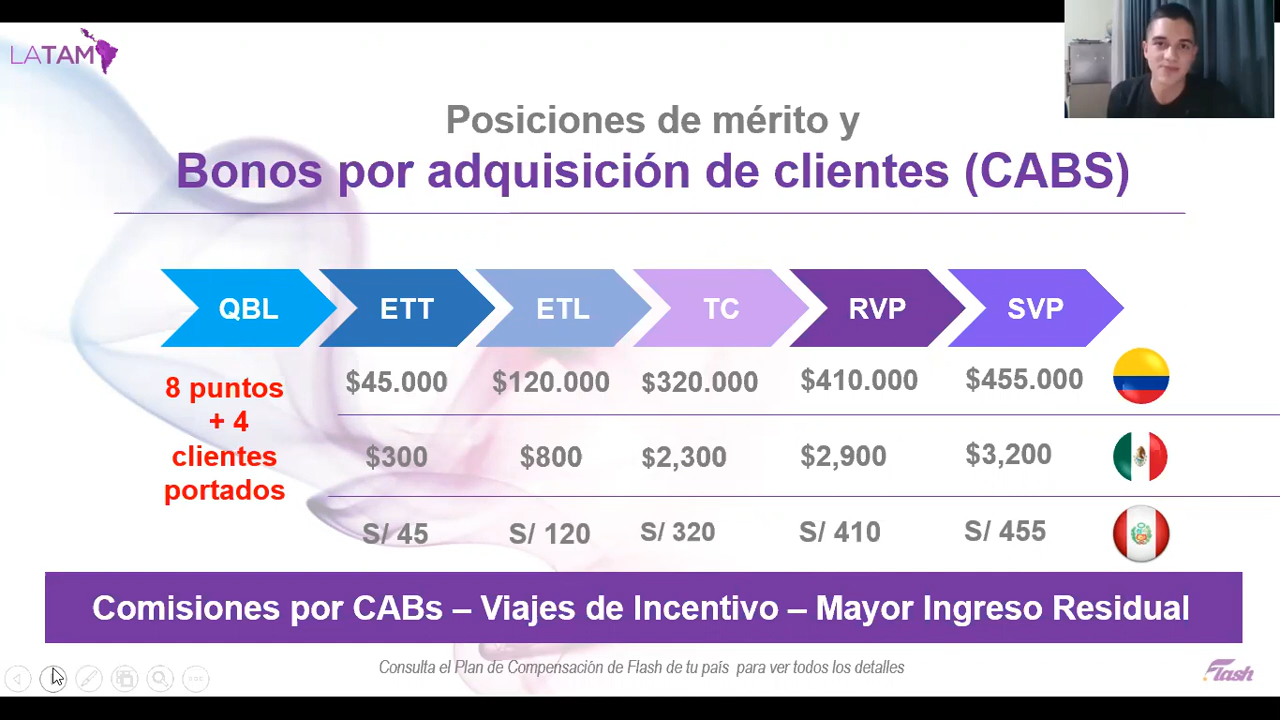 LATAM
Posiciones de mérito y
Bonos por adquisición de clientes (CABS)
QBL ETT ETL TC RVP SVP
8 puntos
+ 4
clientes
portados
$45.000 $120.000 $320.000 $410.000 $455.000
$300 $800 $2,300 $2,900 $3,200
S/ 45 S/ 120 S/ 320 S/ 410 S/ 455
Comisiones por CABs – Viajes de Incentivo – Mayor Ingreso Residual
Consulta el Plan de Compensación de Flash de tu país para ver todos los detalles
Flash